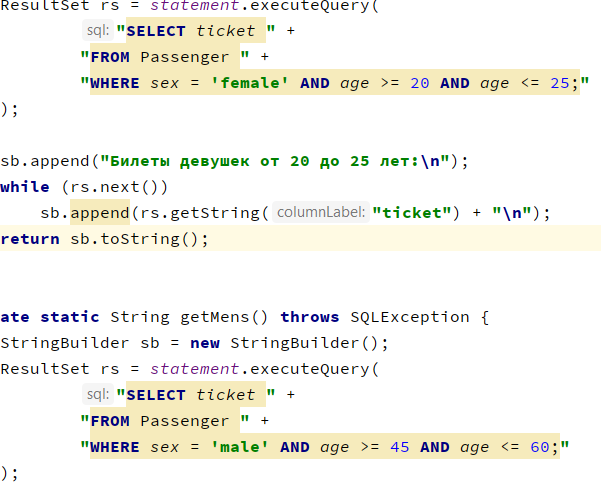 ResultSet rs = statement.executeQuery(
sql: "SELECT ticket " +
"FROM Passenger " +
"WHERE sex = 'female' AND age >= 20 AND age <= 25;"
);
sb.append("Билеты девушек от 20 до 25 лет:\n");
while (rs.next())
sb.append(rs.getString( columnLabel: "ticket") + "\n");
return sb.toString();
ate static String getMens() throws SQLException {
StringBuilder sb = new StringBuilder();
ResultSet rs = statement.executeQuery(
sql: "SELECT ticket " +
"FROM Passenger " +
"WHERE sex = 'male' AND age >= 45 AND age <= 60;"
);